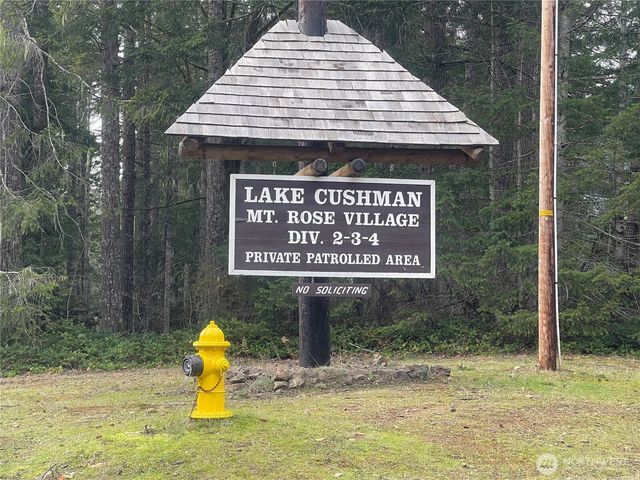 LAKE CUSHMAN
MT. ROSE VILLAGE
DIV. 2-3-4
PRIVATE PATROLLED AREA.
NO SOLICITING